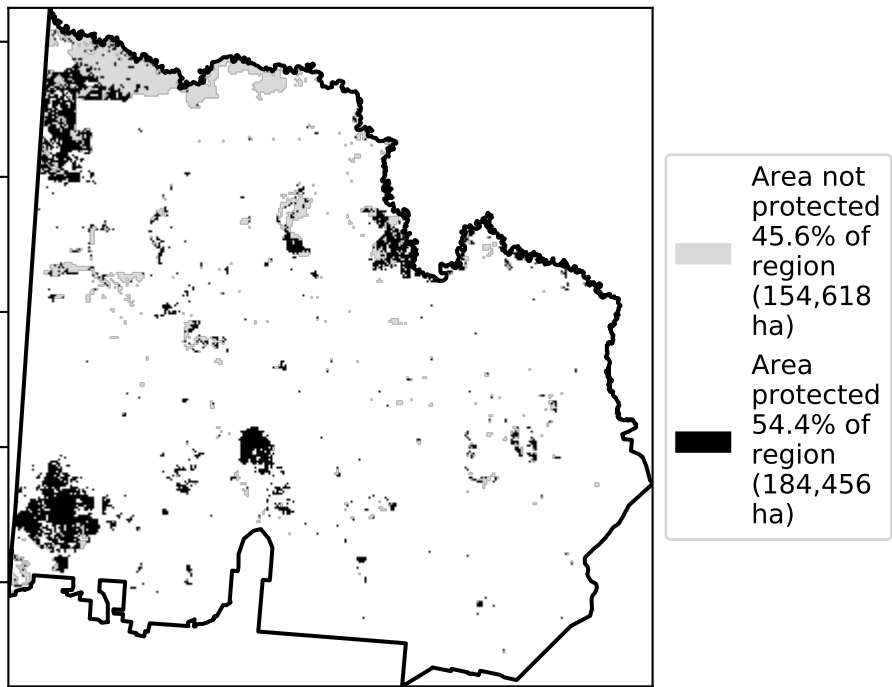 Area not
protected
45.6% of
region
(154,618
ha)
Area
protected
54.4% of
region
(184,456
ha)